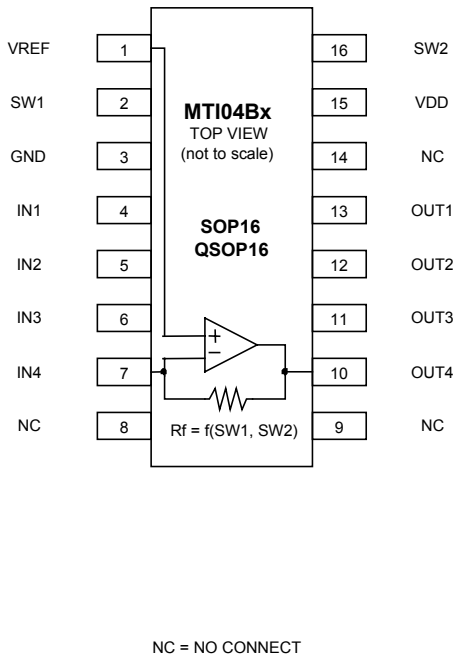 VREF 1 16 SW2
SW1 2 MTI04Bx 15 VDD
TOP VIEW
GND 3 (not to scale) 14 NC
IN1 4 13 OUT1
SOP16
QSOP16
IN2 5 12 OUT2
IN3 6 + 11 OUT3
−
IN4 7 10 OUT4
NC 8 Rf = f(SW1, SW2) 9 NC
NC = NO CONNECT